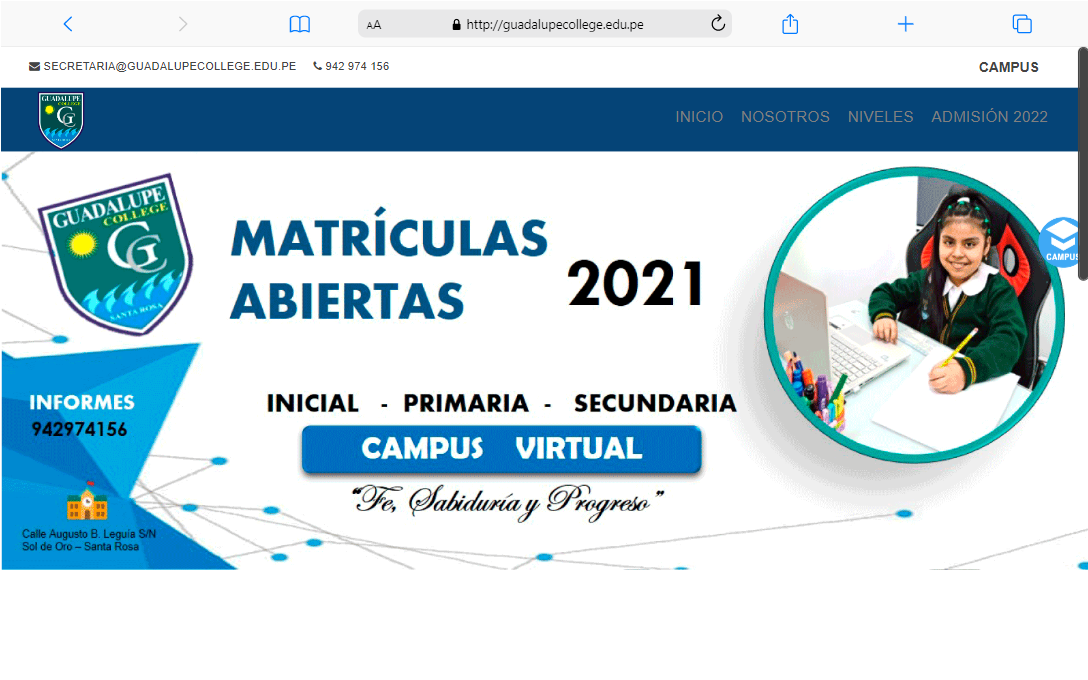 AA
http://guadalupecollege.edu.pe
SECRETARIA@GUADALUPECOLLEGE.EDU.PE 942 974 156
CAMPUS
GUADALUPE
COLLEGE
GC
INICIO NOSOTROS NIVELES ADMISIÓN 2022
GUADALUPE
COLLEGE
GC
SANTA ROSA
MATRÍCULAS
ABIERTAS
2021
CAMPUS
INFORMES
942974156
INICIAL - PRIMARIA - SECUNDARIA
CAMPUS VIRTUAL
“Fe, Sabiduría y Progreso”
Calle Augusto B. Leguía S/N
Sol de Oro – Santa Rosa